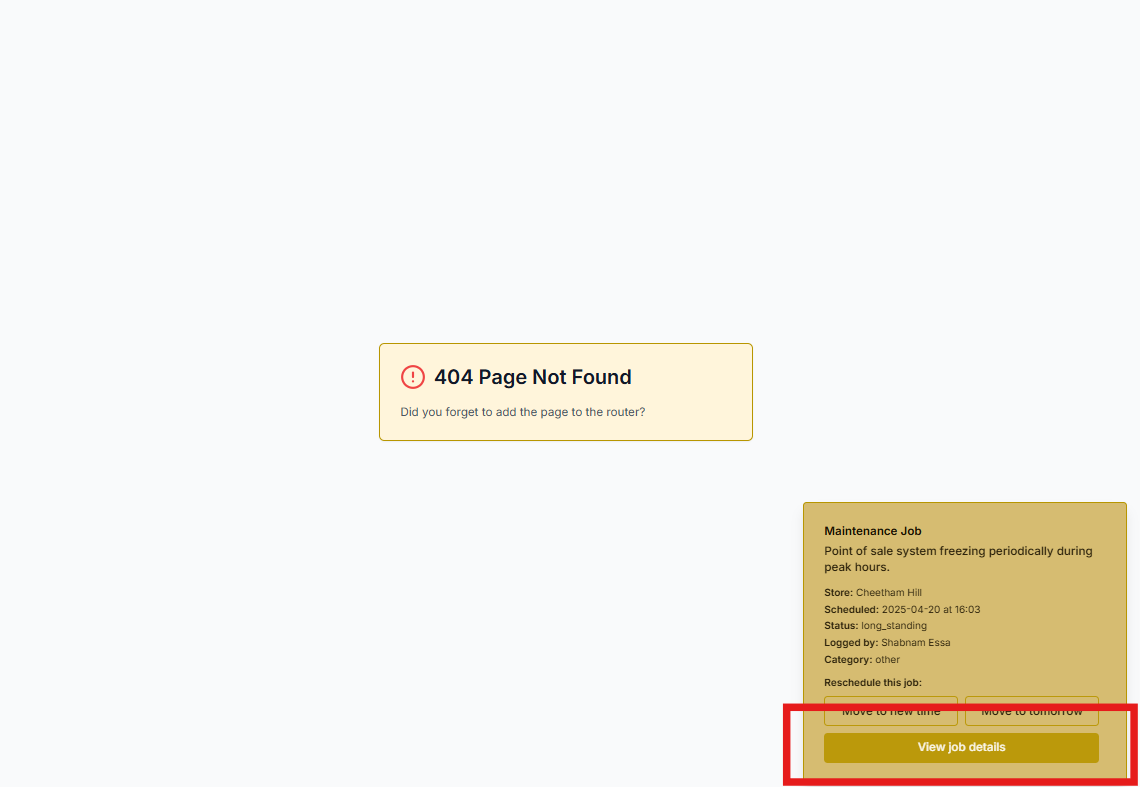 404 Page Not Found
Did you forget to add the page to the router?
Maintenance Job
Point of sale system freezing periodically during
peak hours.
Store: Cheetham Hill
Scheduled: 2025-04-20 at 16:03
Status: long_standing
Logged by: Shabnam Essa
Category: other
Reschedule this job:
Move to new time Move to tomorrow
View job details